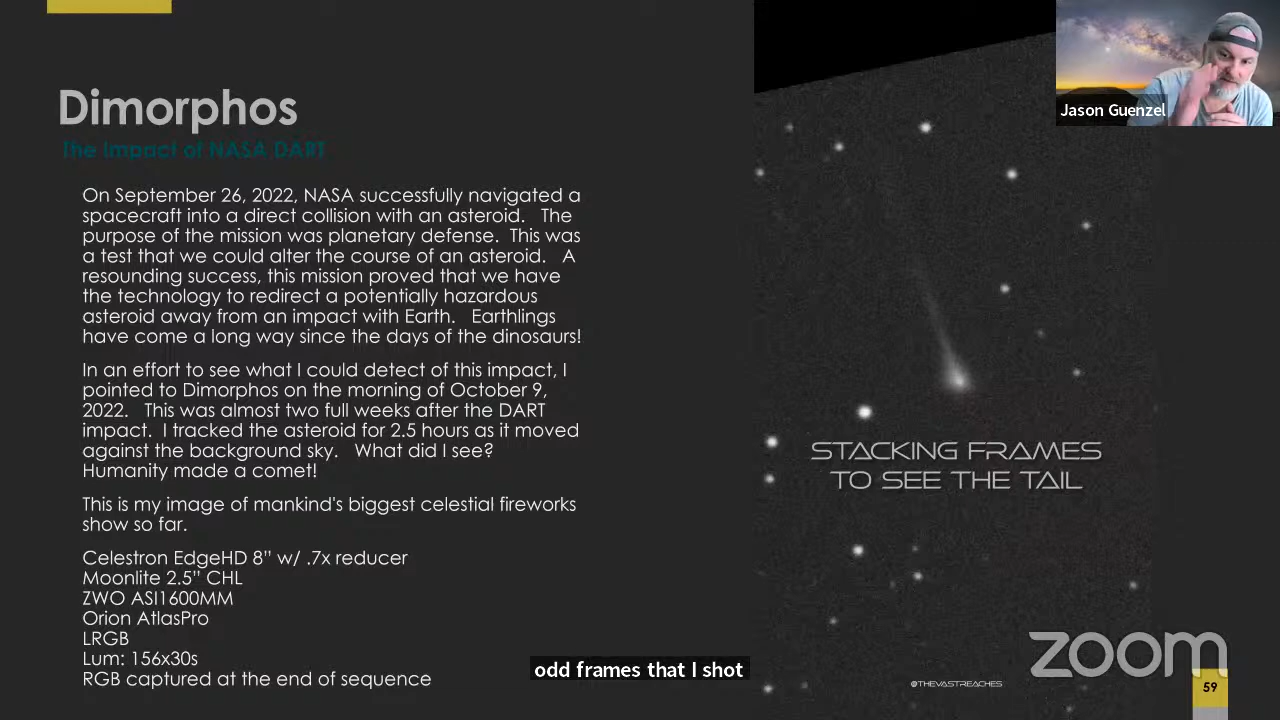 Dimorphos
The Impact of NASA DART
On September 26, 2022, NASA successfully navigated a
spacecraft into a direct collision with an asteroid. The
purpose of the mission was planetary defense. This was
a test that we could alter the course of an asteroid. A
resounding success, this mission proved that we have
the technology to redirect a potentially hazardous
asteroid away from an impact with Earth. Earthlings
have come a long way since the days of the dinosaurs!
In an effort to see what I could detect of this impact, I
pointed to Dimorphos on the morning of October 9,
2022. This was almost two full weeks after the DART
impact. I tracked the asteroid for 2.5 hours as it moved
against the background sky. What did I see?
Humanity made a comet!
This is my image of mankind's biggest celestial fireworks
show so far.
Celestron EdgeHD 8” w/ .7x reducer
Moonlite 2.5” CHL
ZWO ASI1600MM
Orion AtlasPro
LRGB
Lum: 156x30s
RGB captured at the end of sequence
Jason Guenzel
STACKING FRAMES
TO SEE THE TAIL
odd frames that I shot
@THEVASTREACHES
zoom
59